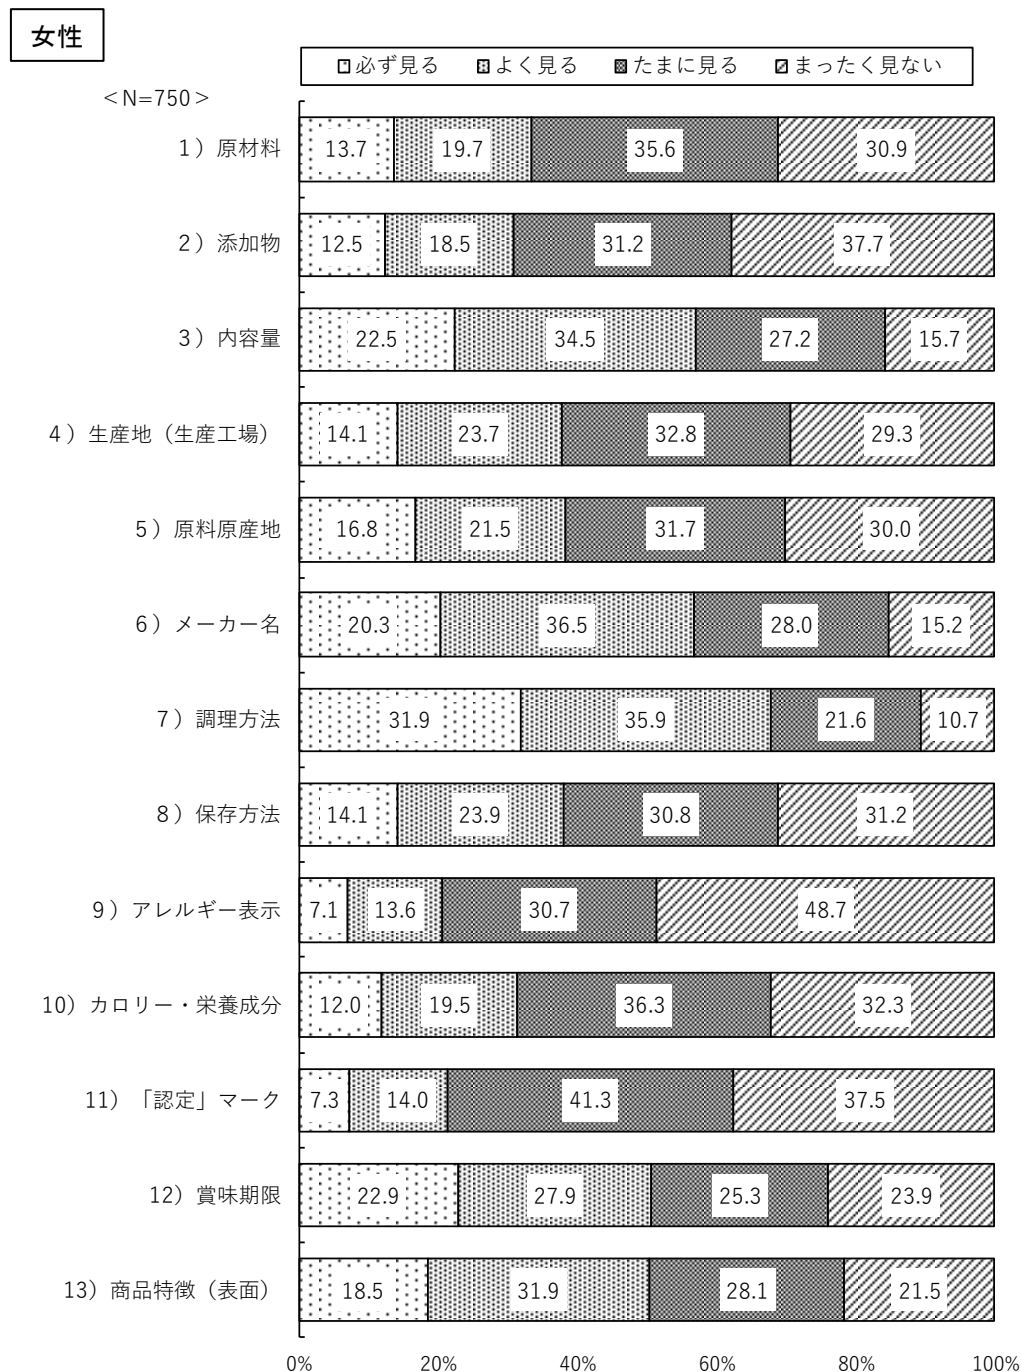 女性
必ず見る よく見る たまに見る まったく見ない
＜N=750＞
1）原材料 13.7 19.7 35.6 30.9
2）添加物 12.5 18.5 31.2 37.7
3）内容量 22.5 34.5 27.2 15.7
4）生産地（生産工場） 14.1 23.7 32.8 29.3
5）原料原産地 16.8 21.5 31.7 30.0
6）メーカー名 20.3 36.5 28.0 15.2
7）調理方法 31.9 35.9 21.6 10.7
8）保存方法 14.1 23.9 30.8 31.2
9）アレルギー表示 7.1 13.6 30.7 48.7
10）カロリー・栄養成分 12.0 19.5 36.3 32.3
11）「認定」マーク 7.3 14.0 41.3 37.5
12）賞味期限 22.9 27.9 25.3 23.9
13）商品特徴（表面） 18.5 31.9 28.1 21.5
0% 20% 40% 60% 80% 100%